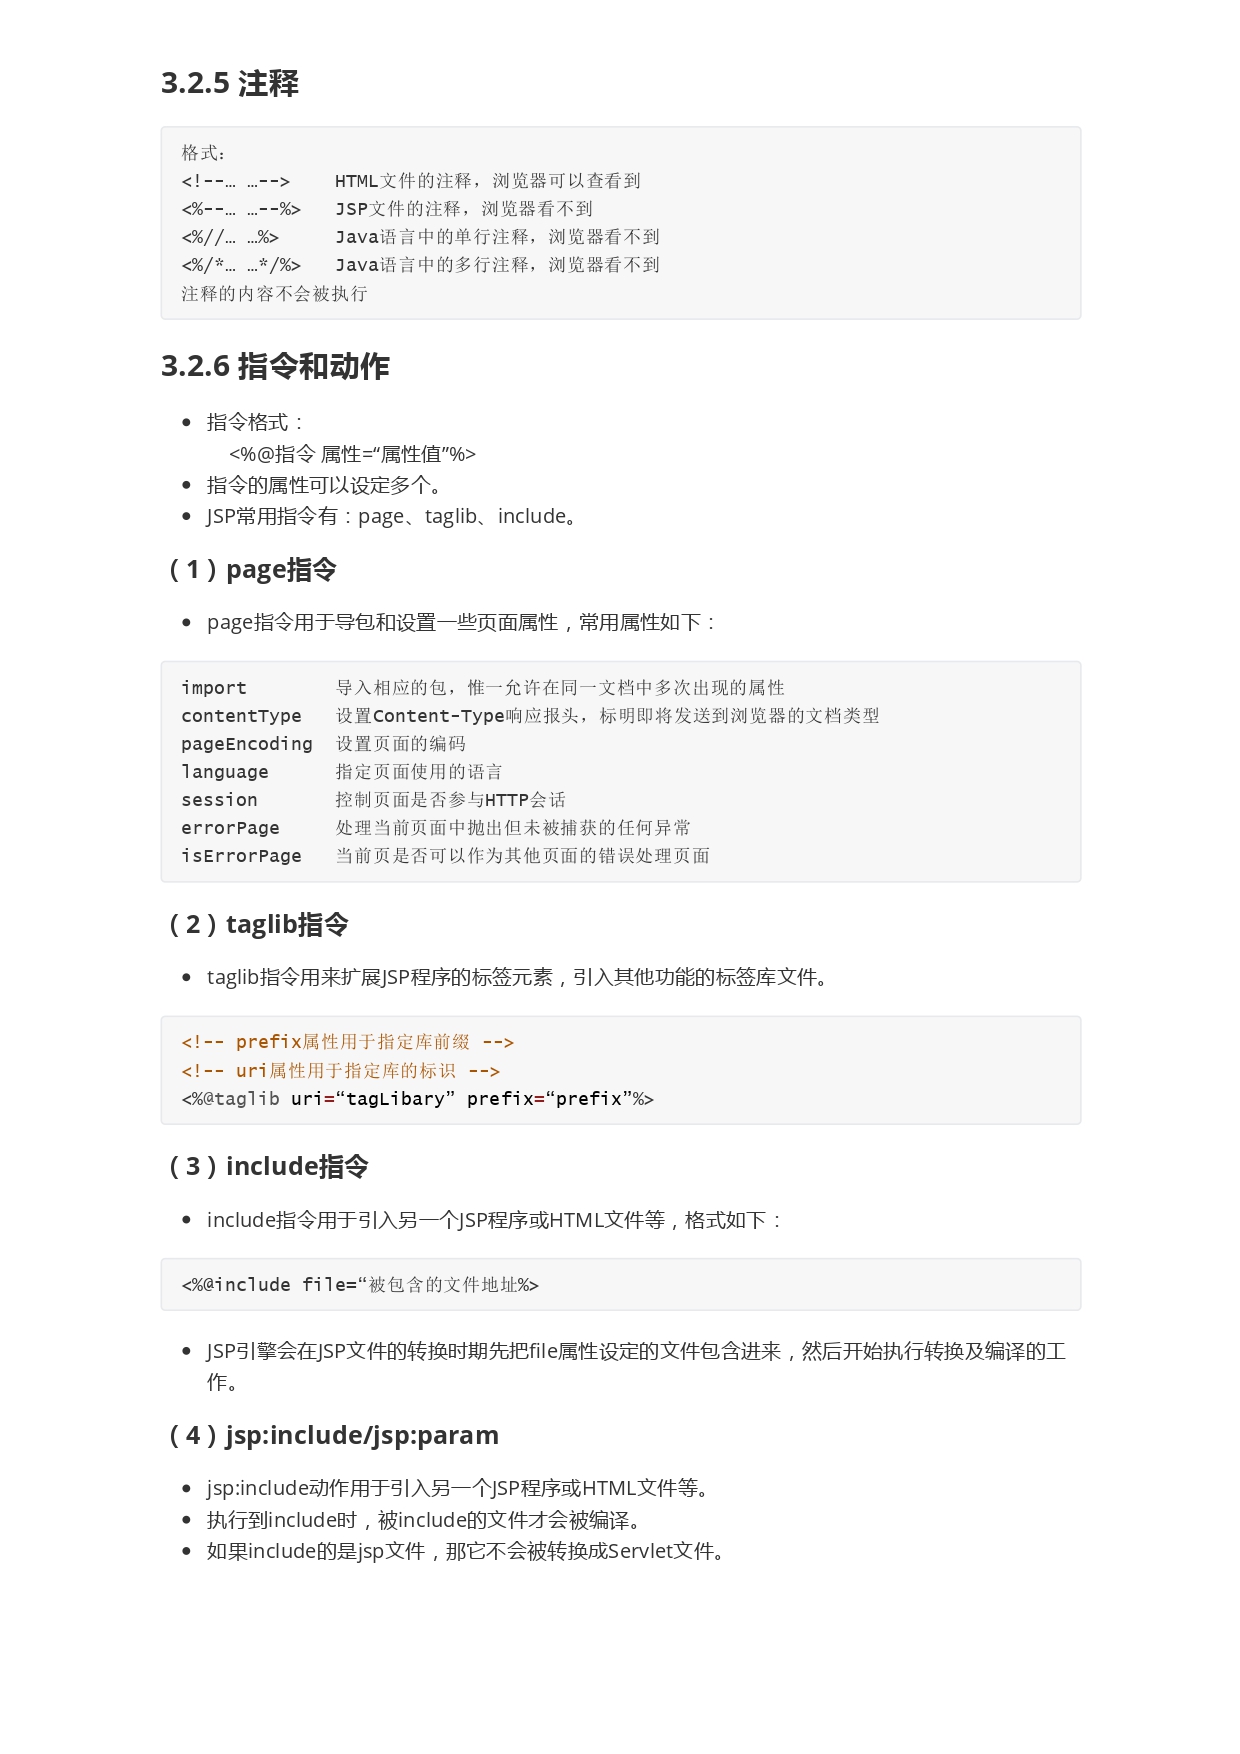 3.2.5 注释
格式：
<!--… …-->    HTML文件的注释，浏览器可以查看到
<%--… …--%>   JSP文件的注释，浏览器看不到
<%//… …%>     Java语言中的单行注释，浏览器看不到
<%/*… …*/%>   Java语言中的多行注释，浏览器看不到
注释的内容不会被执行
3.2.6 指令和动作
• 指令格式：
<%@指令 属性=“属性值”%>
• 指令的属性可以设定多个。
• JSP常用指令有：page、taglib、include。
（1）page指令
• page指令用于导包和设置一些页面属性，常用属性如下：
import        导入相应的包，惟一允许在同一文档中多次出现的属性
contentType   设置Content-Type响应报头，标明即将发送到浏览器的文档类型
pageEncoding  设置页面的编码
language      指定页面使用的语言
session       控制页面是否参与HTTP会话
errorPage     处理当前页面中抛出但未被捕获的任何异常
isErrorPage   当前页是否可以作为其他页面的错误处理页面
（2）taglib指令
• taglib指令用来扩展JSP程序的标签元素，引入其他功能的标签库文件。
<!-- prefix属性用于指定库前缀 -->
<!-- uri属性用于指定库的标识 -->
<%@taglib uri=“tagLibary” prefix=“prefix”%>
（3）include指令
• include指令用于引入另一个JSP程序或HTML文件等，格式如下：
<%@include file=“被包含的文件地址%>
• JSP引擎会在JSP文件的转换时期先把file属性设定的文件包含进来，然后开始执行转换及编译的工
作。
（4）jsp:include/jsp:param
• jsp:include动作用于引入另一个JSP程序或HTML文件等。
• 执行到include时，被include的文件才会被编译。
• 如果include的是jsp文件，那它不会被转换成Servlet文件。